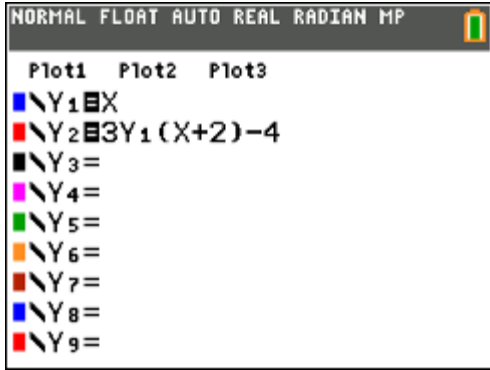 NORMAL FLOAT AUTO REAL RADIAN MP
Plot1 Plot2 Plot3
\Y₁=X
\Y₂=3Y₁(X+2)-4
\Y₃=
\Y₄=
\Y₅=
\Y₆=
\Y₇=
\Y₈=
\Y₉=